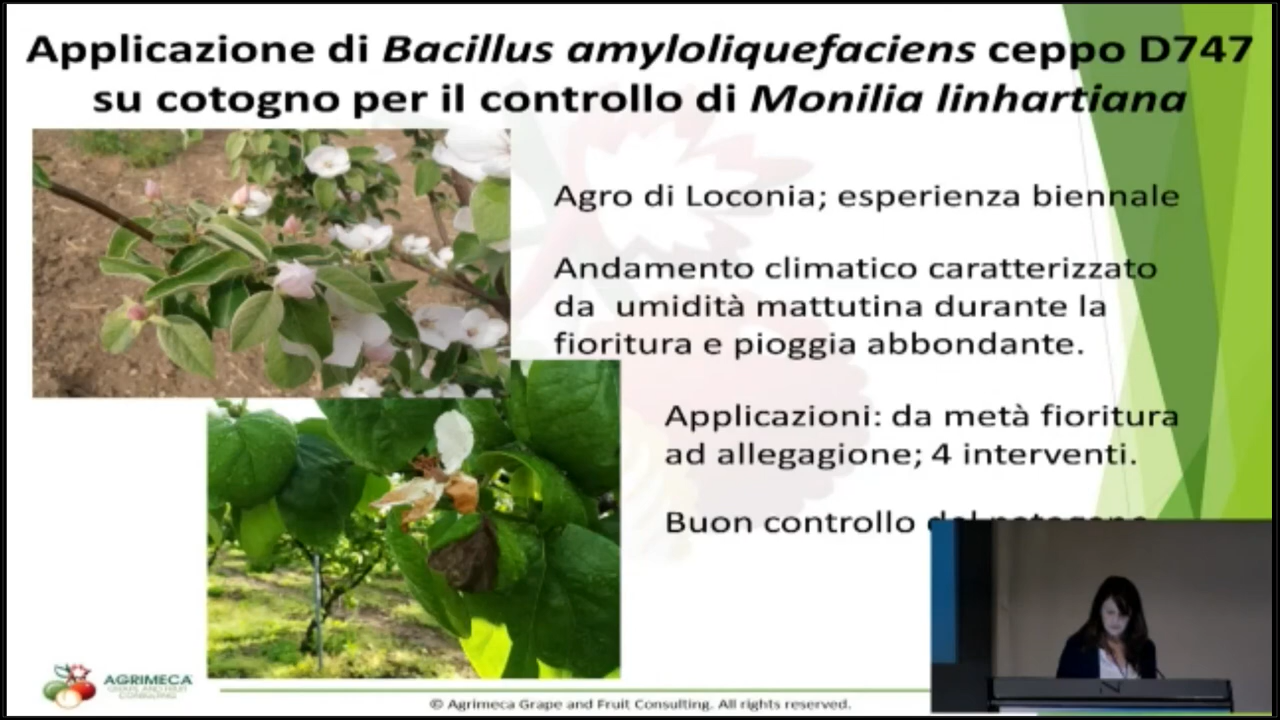 Applicazione di Bacillus amyloliquefaciens ceppo D747
su cotogno per il controllo di Monilia linhartiana
Agro di Loconia; esperienza biennale
Andamento climatico caratterizzato
da umidità mattutina durante la
fioritura e pioggia abbondante.
Applicazioni: da metà fioritura
ad allegagione; 4 interventi.
Buon controllo
AGRIMECA
GRAPE AND FRUIT
CONSULTING
© Agrimeca Grape and Fruit Consulting. All rights reserved.